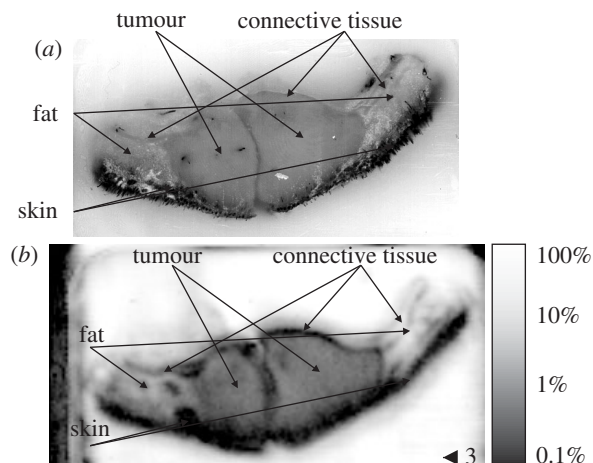 tumour
connective tissue
(a)
fat
skin
(b)
tumour
connective tissue
fat
skin
3
100%
10%
1%
0.1%